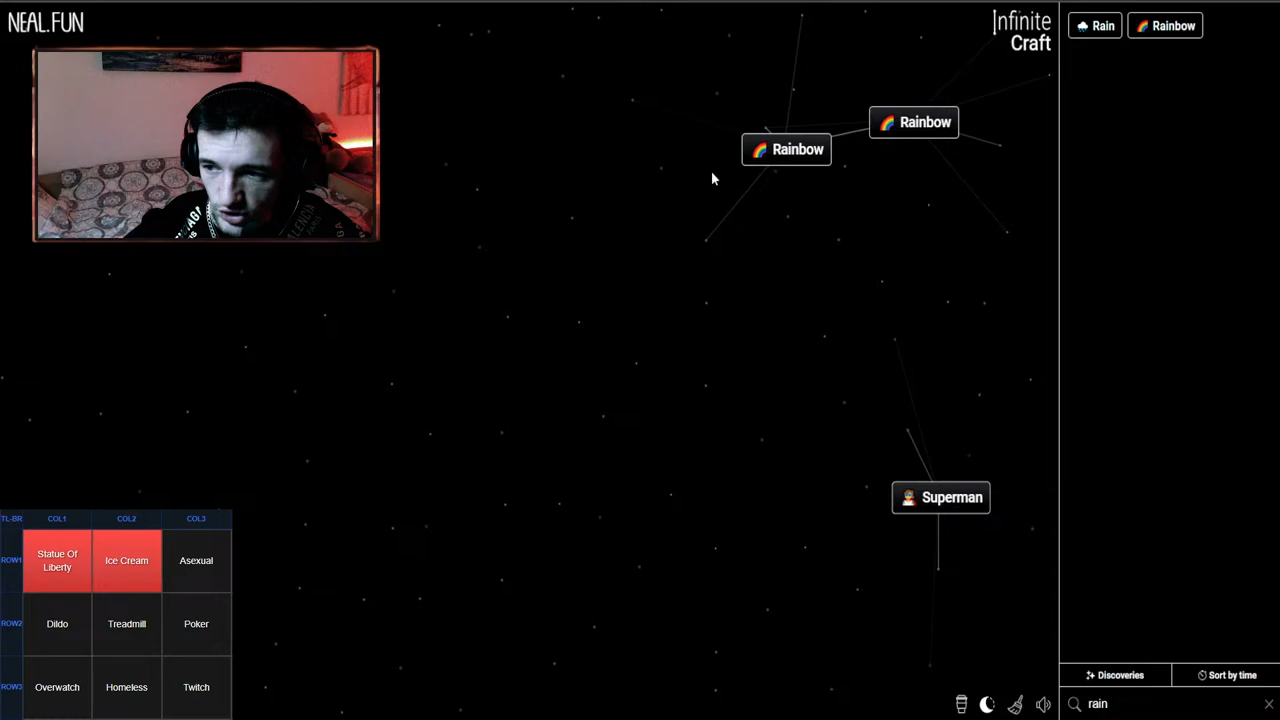 NEAL.FUN
Infinite
Craft
Rain
Rainbow
Rainbow
Rainbow
Superman
TL-BR COL1 COL2 COL3
ROW1 Statue Of Liberty Ice Cream Asexual
ROW2 Dildo Treadmill Poker
ROW3 Overwatch Homeless Twitch
Discoveries
Sort by time
rain